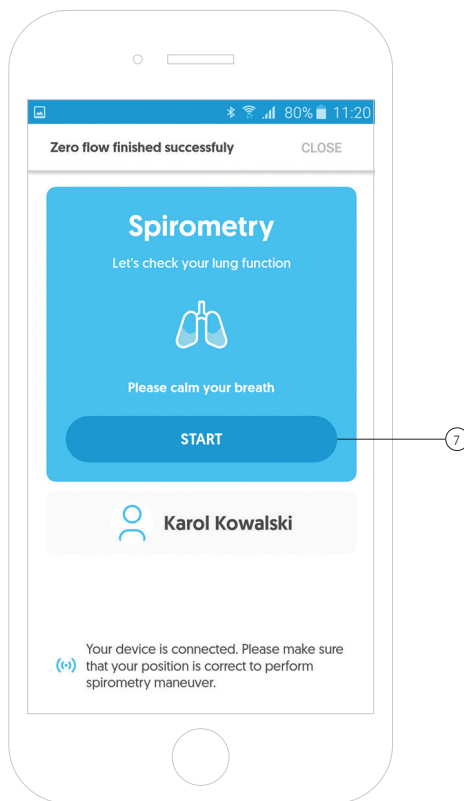 80% 11:20
Zero flow finished successfuly CLOSE
Spirometry
Let's check your lung function
Please calm your breath
START
7
Karol Kowalski
Your device is connected. Please make sure
that your position is correct to perform
spirometry maneuver.